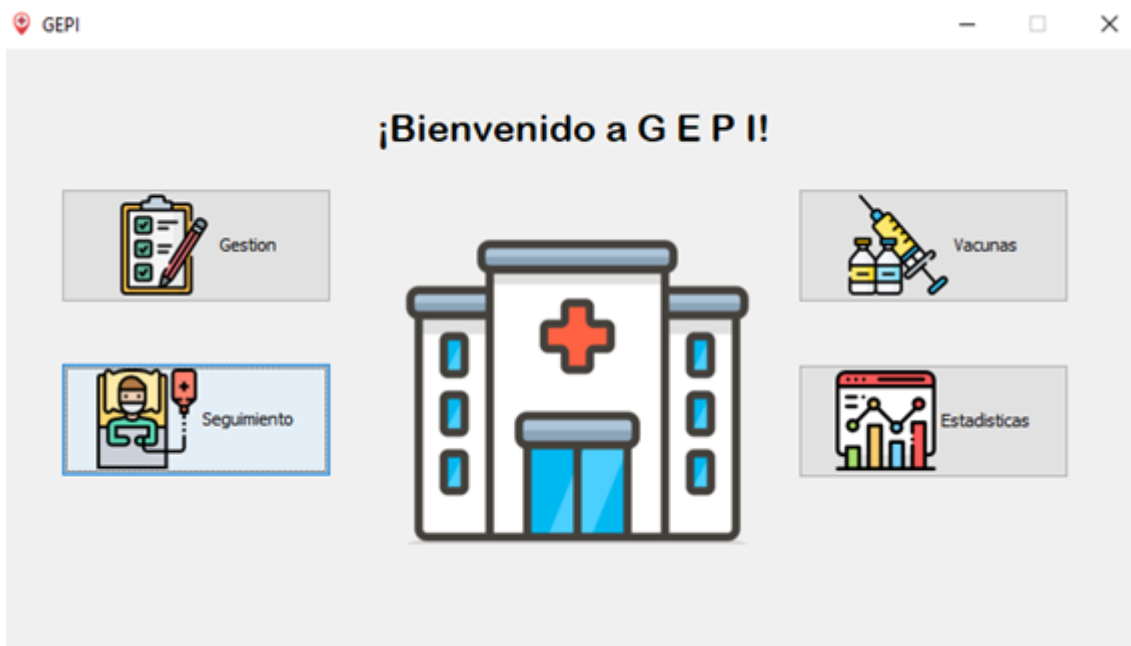 GEPI
¡Bienvenido a G E P I!
Gestion
Vacunas
Seguimiento
Estadisticas